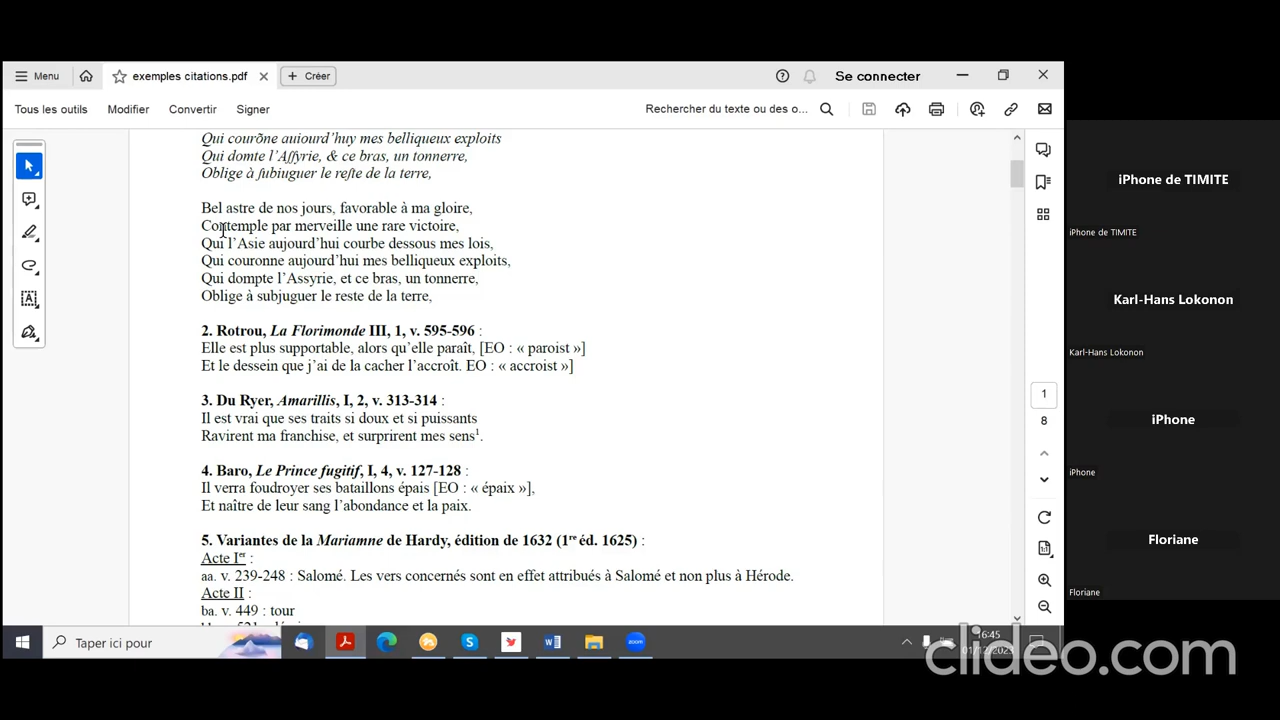 Menu
exemples citations.pdf
Créer
Se connecter
Tous les outils
Modifier
Convertir
Signer
Rechercher du texte ou des o...
Qui courõne auiourd’huy mes belliqueux exploits
Qui domte l’Aſſyrie, & ce bras, un tonnerre,
Oblige à ſubiuguer le reſte de la terre,
Bel astre de nos jours, favorable à ma gloire,
Contemple par merveille une rare victoire,
Qui l’Asie aujourd’hui courbe dessous mes lois,
Qui couronne aujourd’hui mes belliqueux exploits,
Qui dompte l’Assyrie, et ce bras, un tonnerre,
Oblige à subjuguer le reste de la terre,
2. Rotrou, La Florimonde III, 1, v. 595-596 :
Elle est plus supportable, alors qu’elle paraît, [EO : « paroist »]
Et le dessein que j’ai de la cacher l’accroît. EO : « accroist »]
3. Du Ryer, Amarillis, I, 2, v. 313-314 :
Il est vrai que ses traits si doux et si puissants
Ravirent ma franchise, et surprirent mes sens1.
4. Baro, Le Prince fugitif, I, 4, v. 127-128 :
Il verra foudroyer ses bataillons épais [EO : « épaix »],
Et naître de leur sang l’abondance et la paix.
5. Variantes de la Mariamne de Hardy, édition de 1632 (1re éd. 1625) :
Acte Ier :
aa. v. 239-248 : Salomé. Les vers concernés sont en effet attribués à Salomé et non plus à Hérode.
Acte II :
ba. v. 449 : tour
1
8
iPhone de TIMITE
iPhone de TIMITE
Karl-Hans Lokonon
Karl-Hans Lokonon
iPhone
iPhone
Floriane
Floriane
Taper ici pour
zoom
16:45
01/12/2023
clideo.com